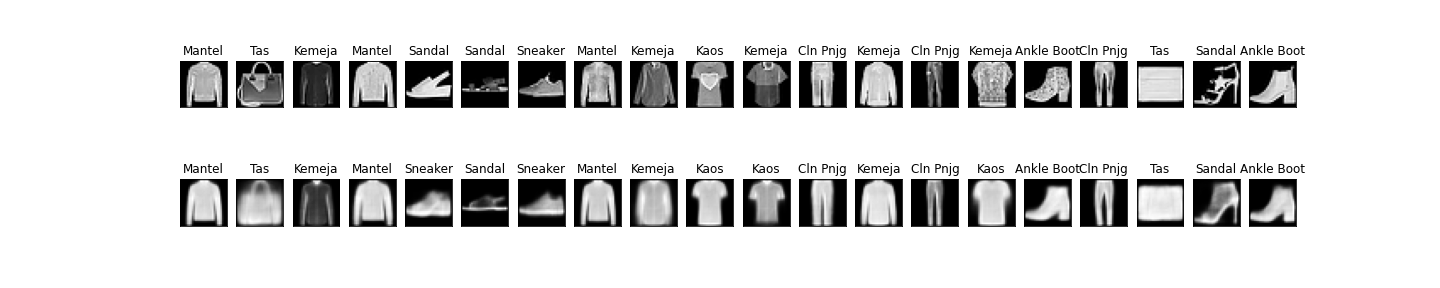 Mantel Tas Kemeja Mantel Sandal Sandal Sneaker Mantel Kemeja Kaos Kemeja Cln Pnjg Kemeja Cln Pnjg Kemeja Ankle Boot Cln Pnjg Tas Sandal Ankle Boot
Mantel Tas Kemeja Mantel Sneaker Sandal Sneaker Mantel Kemeja Kaos Kaos Cln Pnjg Kemeja Cln Pnjg Kaos Ankle Boot Cln Pnjg Tas Sandal Ankle Boot